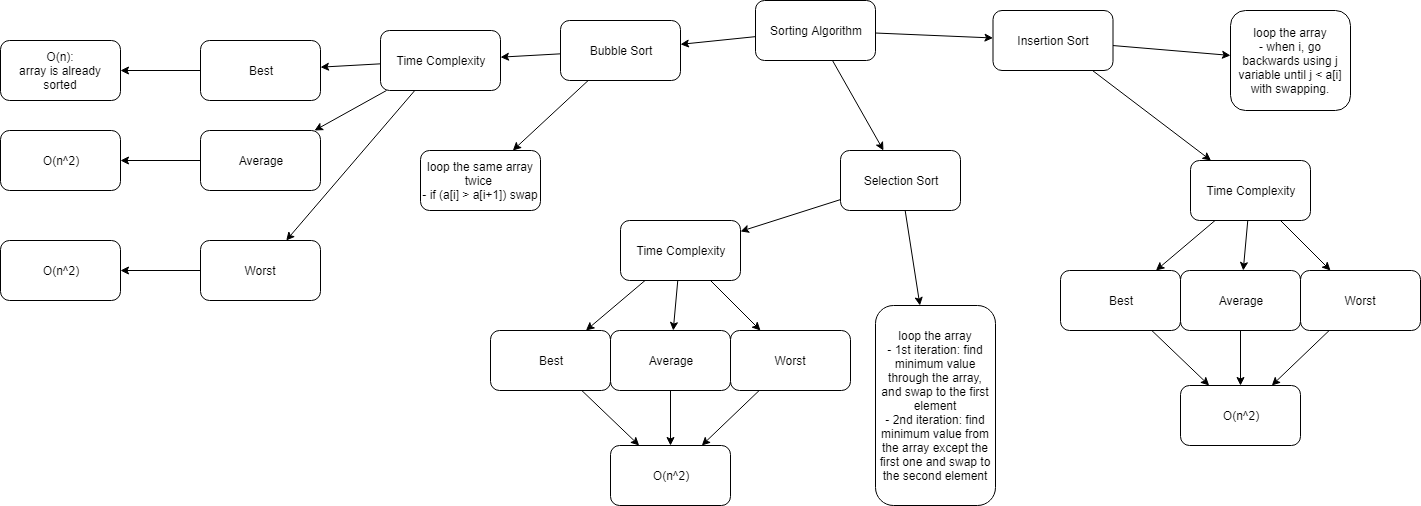 Sorting Algorithm
Bubble Sort
Time Complexity
Best
O(n):
array is already
sorted
Average
O(n^2)
Worst
O(n^2)
loop the same array
twice
- if (a[i] > a[i+1]) swap
Selection Sort
Time Complexity
Best
Average
Worst
O(n^2)
loop the array
- 1st iteration: find
minimum value
through the array,
and swap to the first
element
- 2nd iteration: find
minimum value from
the array except the
first one and swap to
the second element
Insertion Sort
loop the array
- when i, go
backwards using j
variable until j < a[i]
with swapping.
Time Complexity
Best
Average
Worst
O(n^2)